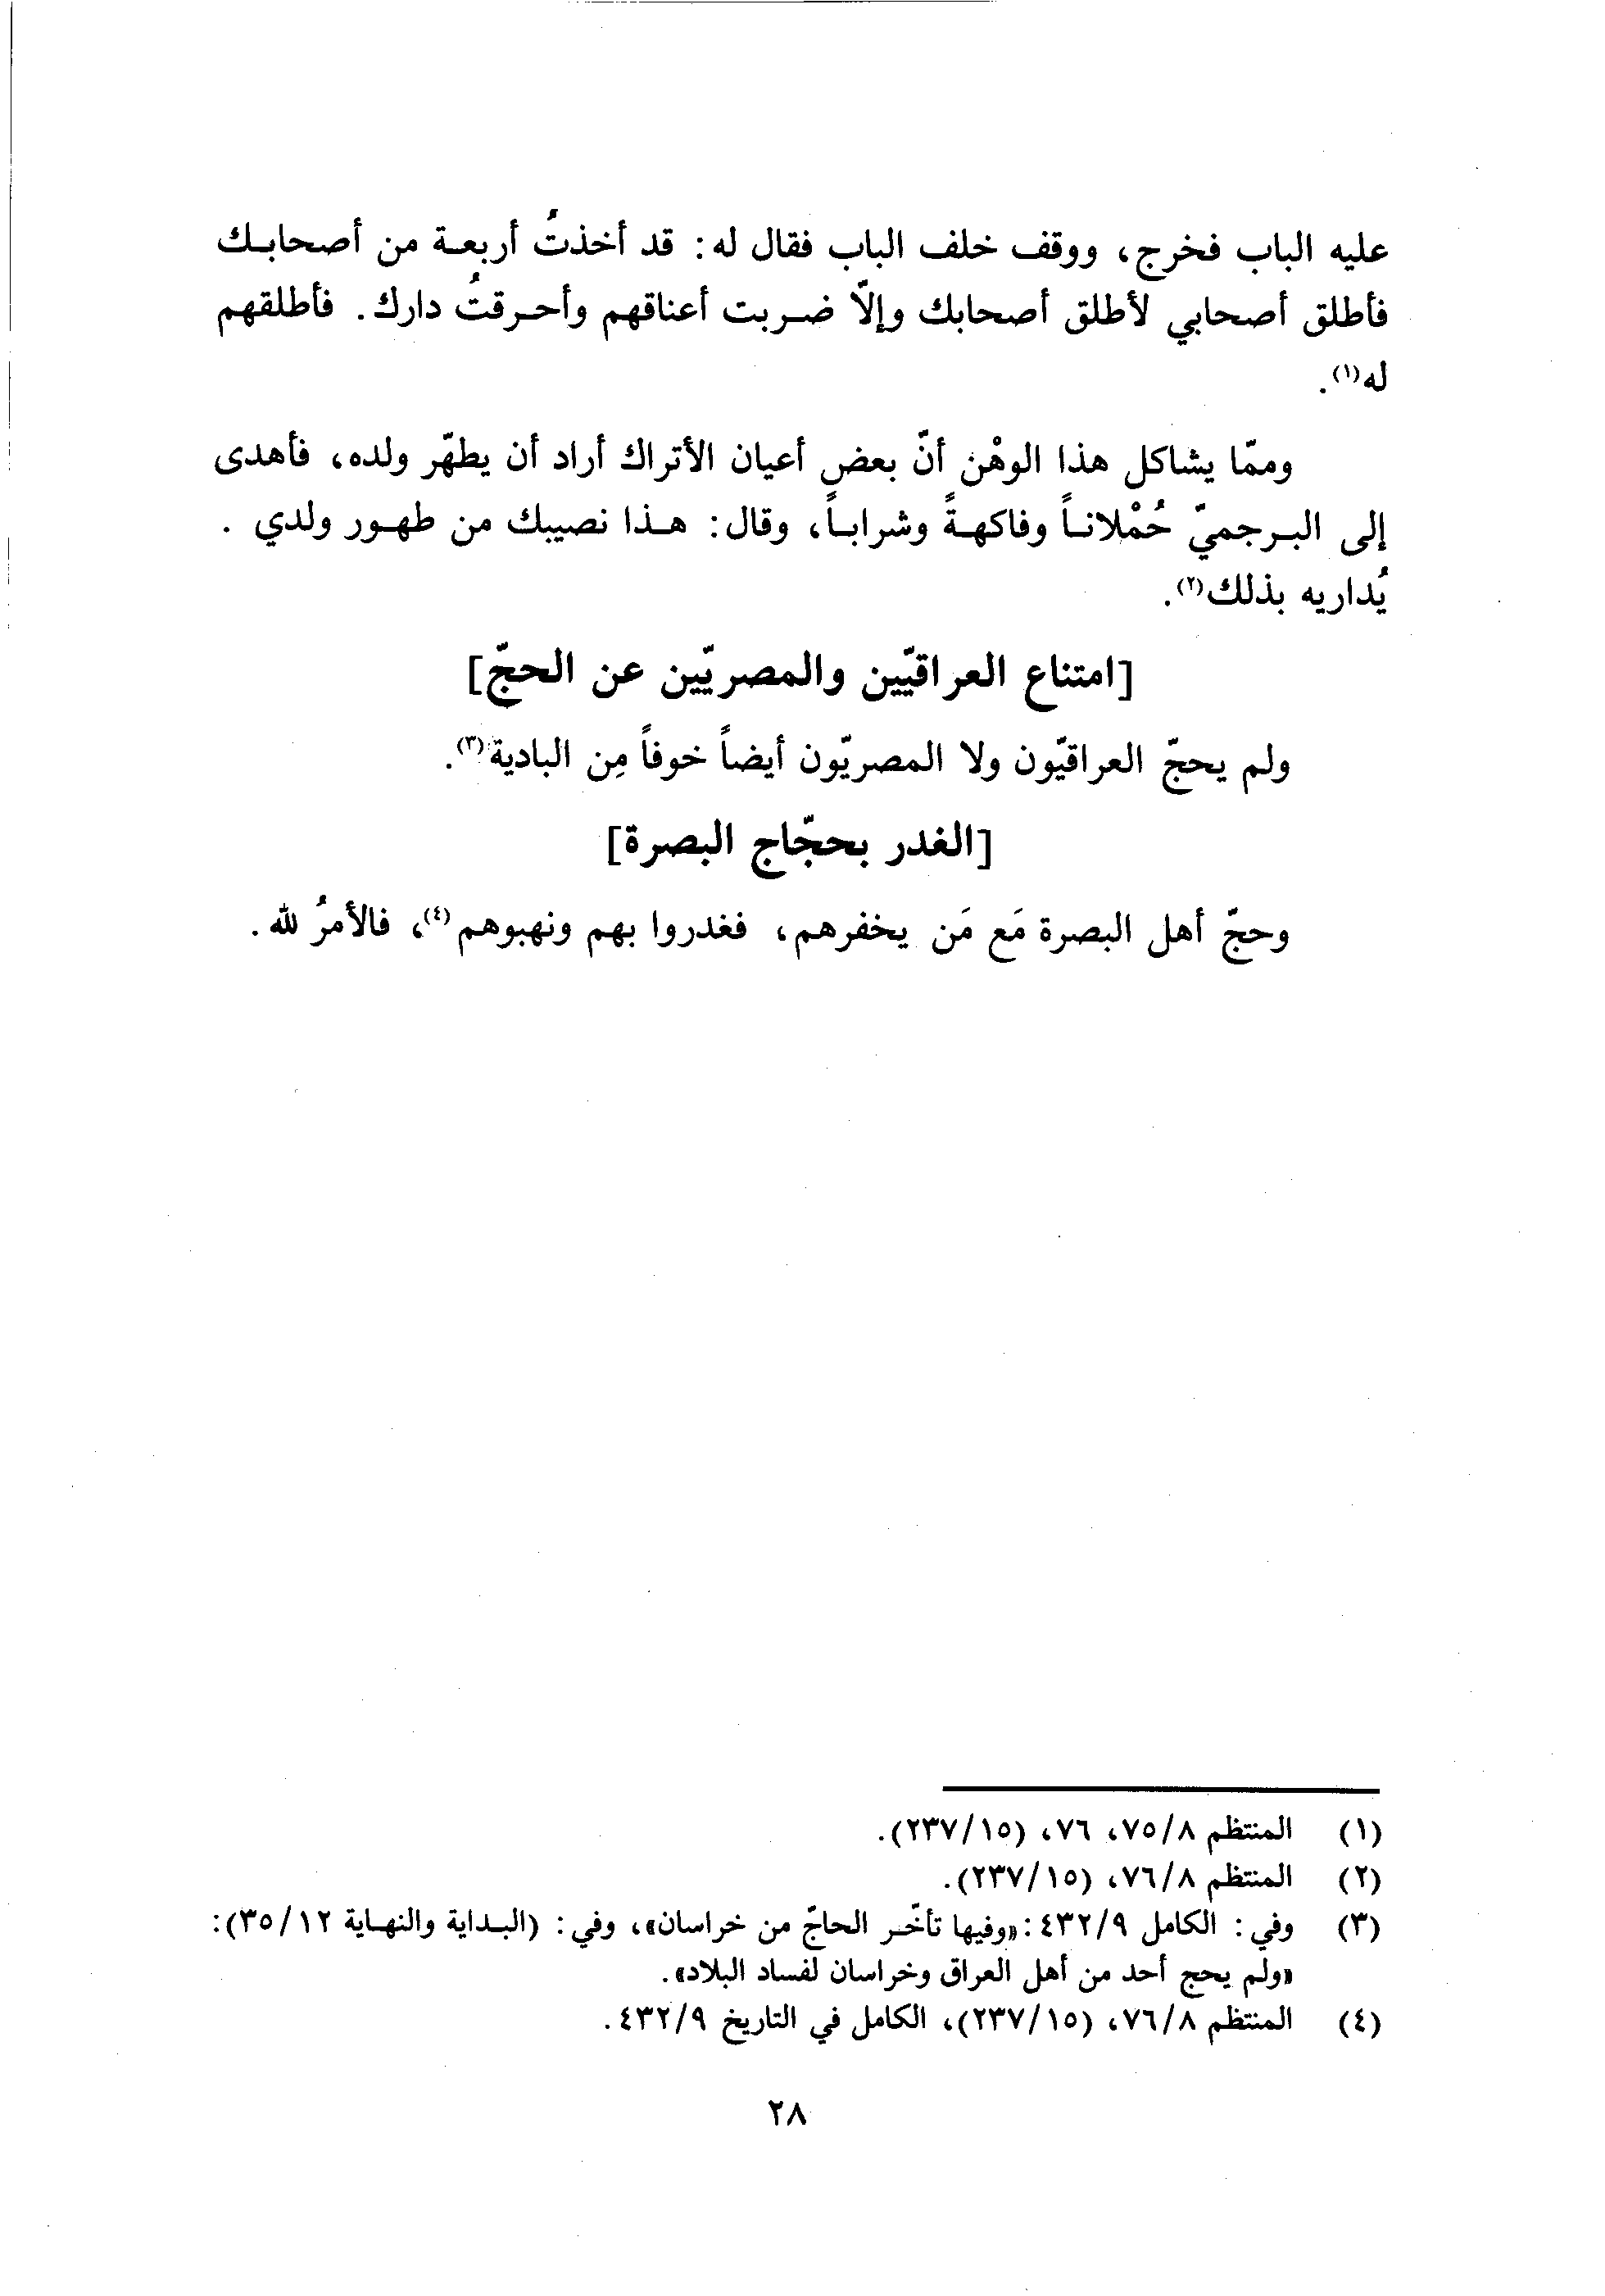 عليه الباب فخرج، ووقف خلف الباب فقال له: قد أخذتُ أربعة من أصحابك
فأطلق أصحابي لأطلق أصحابك وإلّا ضربت أعناقهم وأحرقتُ دارك. فأطلقهم
له(١).
وممّا يشاكل هذا الوهْن أنّ بعض أعيان الأتراك أراد أن يطهّر ولده، فأهدى
إلى البرجميّ حُمْلاناً وفاكهةً وشراباً، وقال: هذا نصيبك من طهور ولدي .
يُداريه بذلك(٢).
[امتناع العراقيّين والمصريّين عن الحجّ]
ولم يحجّ العراقيّون ولا المصريّون أيضاً خوفاً مِن البادية(٣).
[الغدر بحجّاج البصرة]
وحجّ أهل البصرة مَع مَن يخفرهم، فغدروا بهم ونهبوهم(٤)، فالأمرُ لله.
(١) المنتظم ٧٥/٨، ٧٦، (٢٣٧/١٥).
(٢) المنتظم ٧٦/٨، (٢٣٧/١٥).
(٣) وفي: الكامل ٤٣٢/٩: «وفيها تأخّر الحاجّ من خراسان»، وفي: (البداية والنهاية ٣٥/١٢):
«ولم يحج أحد من أهل العراق وخراسان لفساد البلاد».
(٤) المنتظم ٧٦/٨، (٢٣٧/١٥)، الكامل في التاريخ ٤٣٢/٩.
٢٨